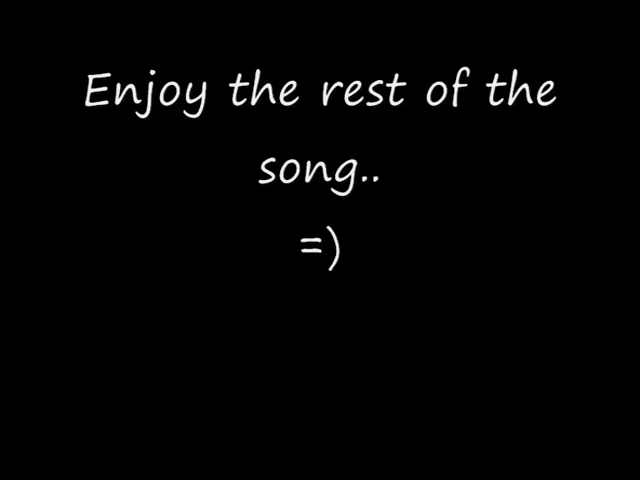 Enjoy the rest of the
song..
=)